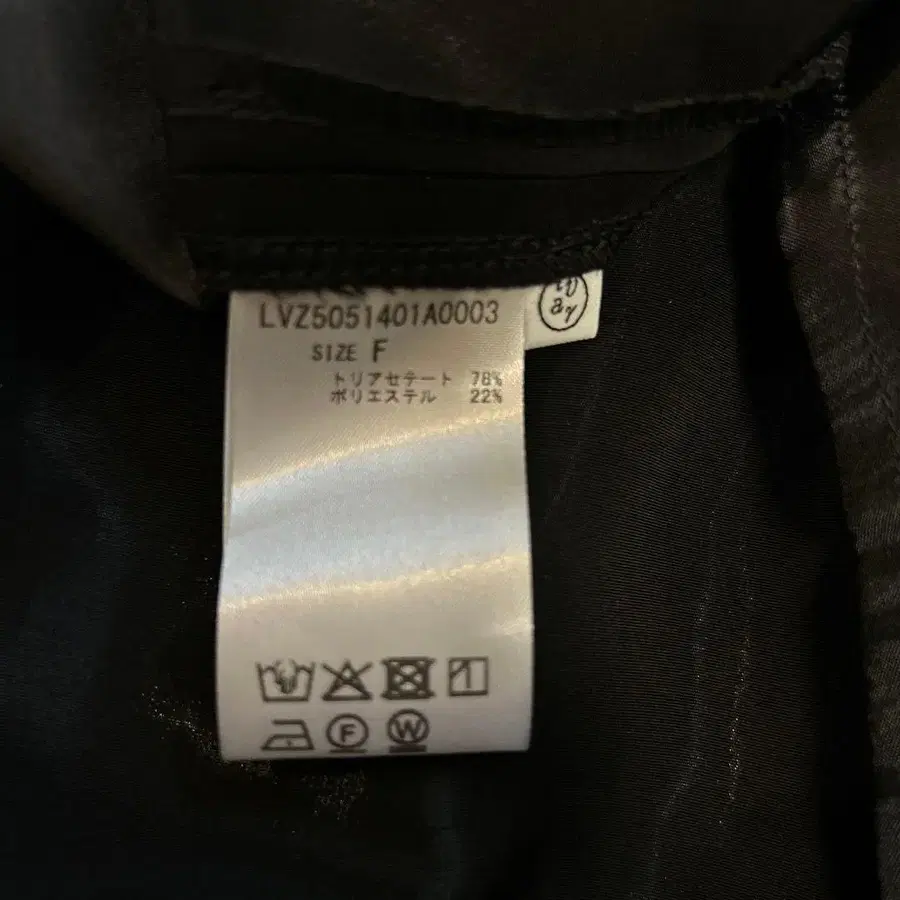 LVZ5051401A0003
SIZE F
トリアセテート 78%
ポリエステル 22%
F W